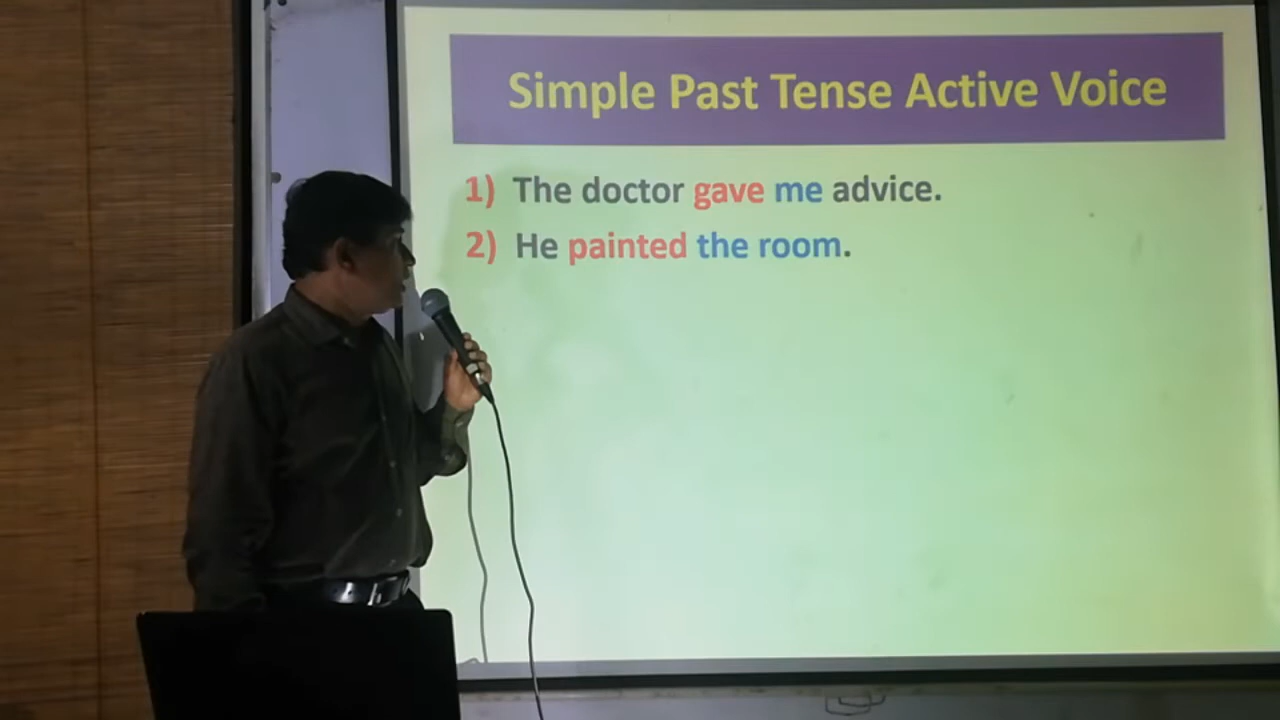 Simple Past Tense Active Voice
1) The doctor gave me advice.
2) He painted the room.